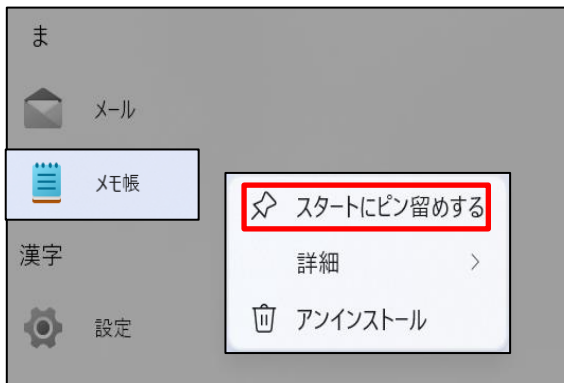 ま
メール
メモ帳
スタートにピン留めする
詳細
アンインストール
漢字
設定